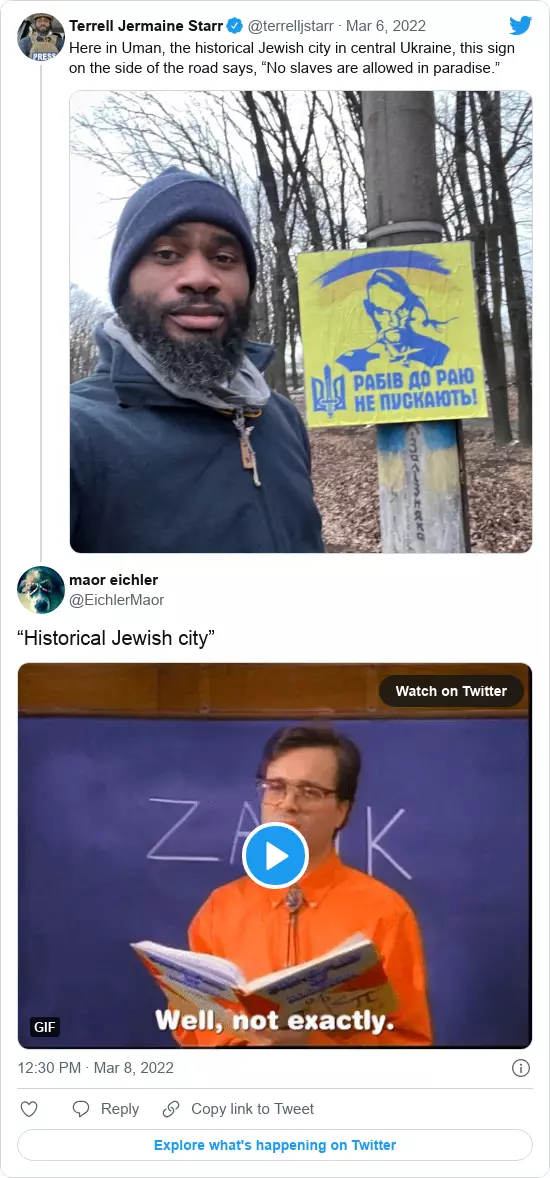 Terrell Jermaine Starr @terrelljstarr · Mar 6, 2022
Here in Uman, the historical Jewish city in central Ukraine, this sign
on the side of the road says, “No slaves are allowed in paradise.”
PRESS
РАБІВ ДО РАЮ
НЕ ПУСКАЮТЬ!
maor eichler
@EichlerMaor
“Historical Jewish city”
Watch on Twitter
Well, not exactly.
GIF
12:30 PM · Mar 8, 2022
Reply
Copy link to Tweet
Explore what's happening on Twitter